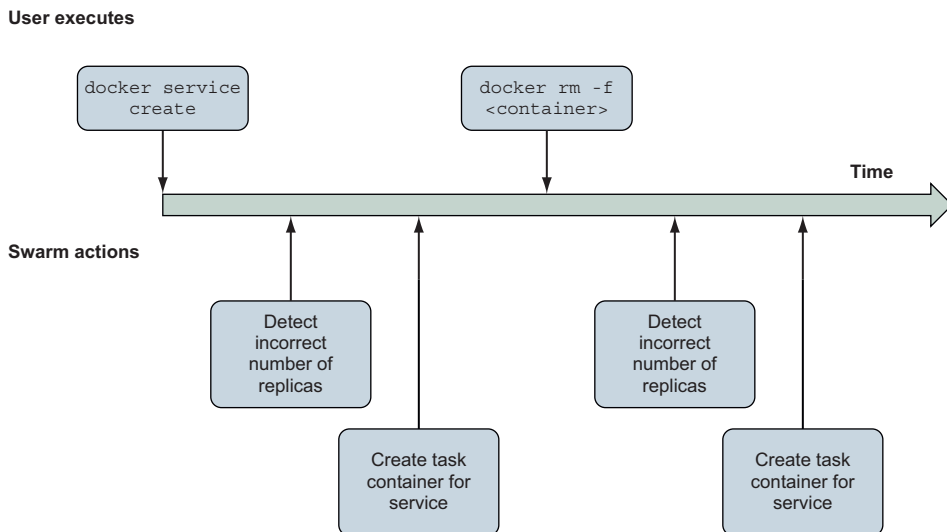 User executes
docker service
create
docker rm -f
<container>
Time
Swarm actions
Detect
incorrect
number of
replicas
Detect
incorrect
number of
replicas
Create task
container for
service
Create task
container for
service